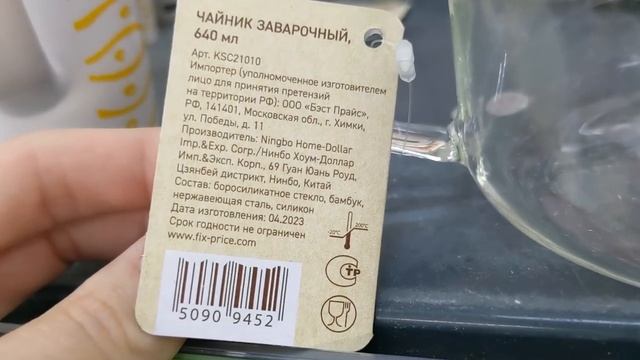 ЧАЙНИК ЗАВАРОЧНЫЙ,
640 мл
Арт. KSC21010
Импортер (уполномоченное изготовителем
лицо для принятия претензий
на территории РФ): ООО «Бэст Прайс»,
РФ, 141401, Московская обл., г. Химки,
ул. Победы, д. 11
Производитель: Ningbo Home-Dollar
Imp.&Exp. Corp./Нинбо Хоум-Доллар
Имп.&Эксп. Корп., 69 Гуан Юань Роуд,
Цзянбей дистрикт, Нинбо, Китай
Состав: боросиликатное стекло, бамбук,
нержавеющая сталь, силикон
Дата изготовления: 04.2023
Срок годности не ограничен
www.fix-price.com
-20°C 200°C
СТР
5090 9452